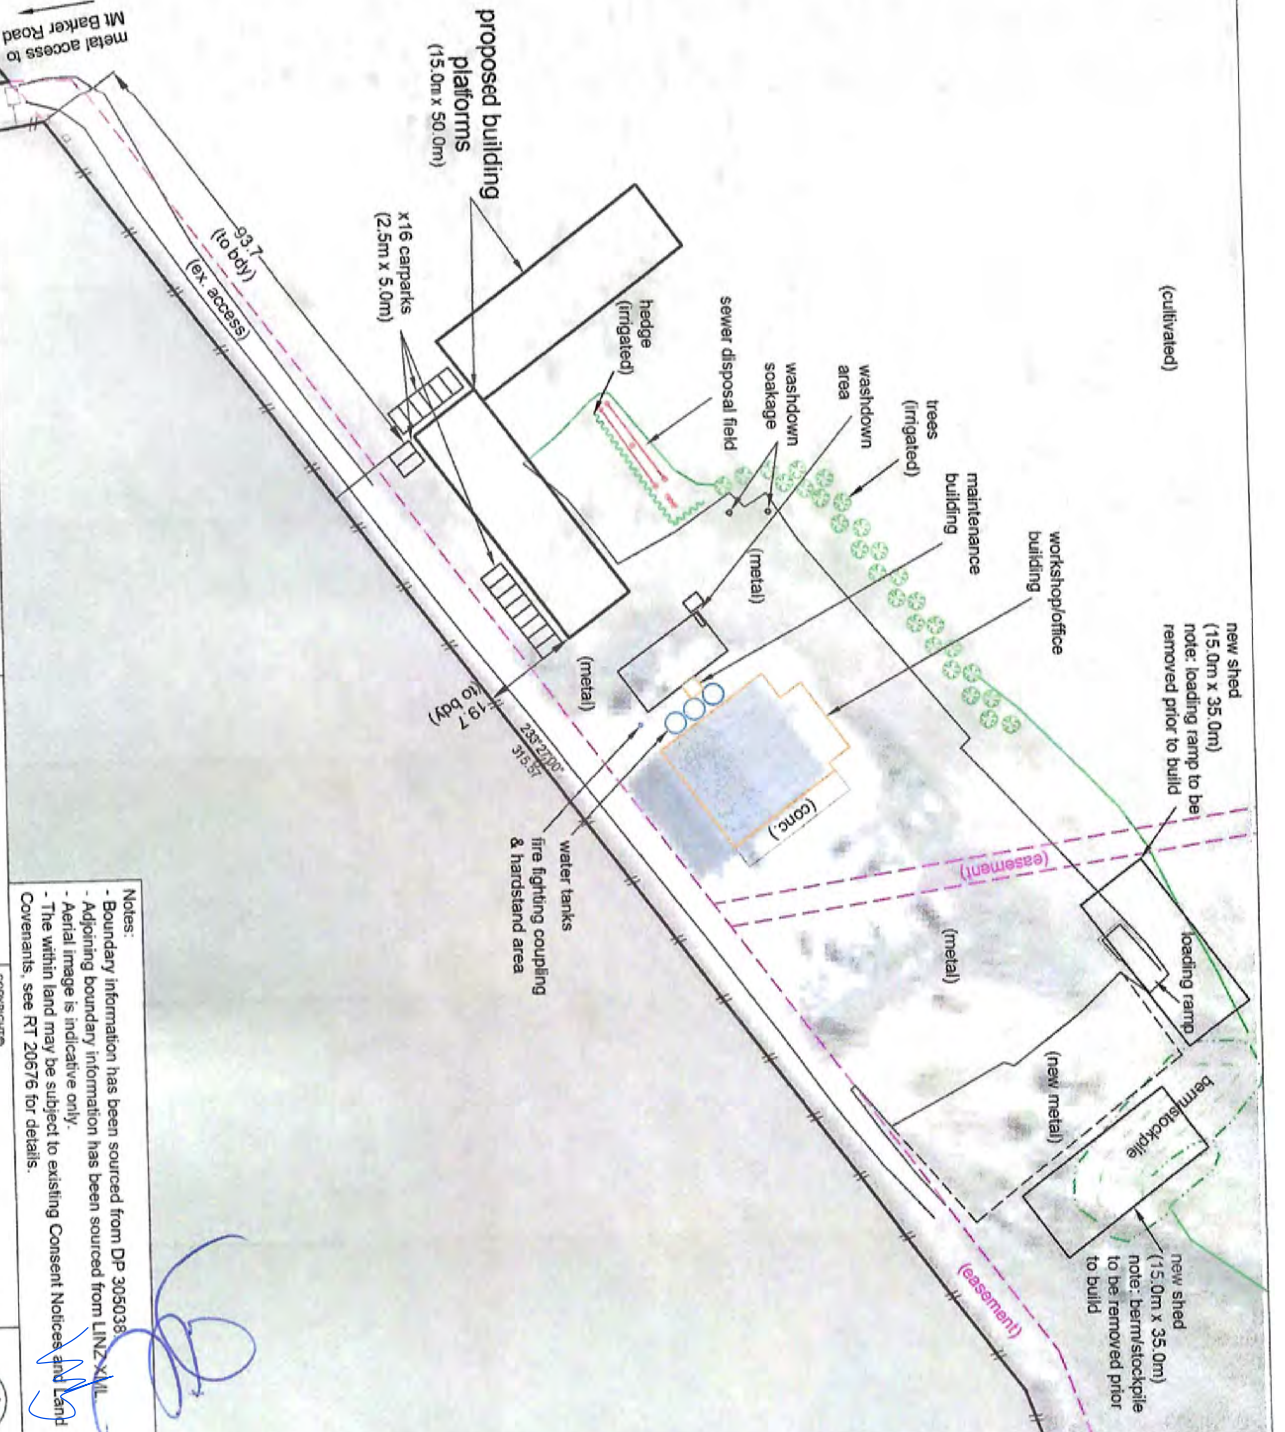 metal access to
Mt Barker Road
proposed building
platforms
(15.0m x 50.0m)
93.7
(to bdy)
(ex. access)
x16 carparks
(2.5m x 5.0m)
hedge
(irrigated)
sewer disposal field
washdown
soakage
washdown
area
trees
(irrigated)
maintenance
building
workshop/office
building
(cultivated)
new shed
(15.0m x 35.0m)
note: loading ramp to be
removed prior to build
(metal)
(metal)
19.7
(to bdy)
233°27'00"
315.57
(conc.)
(easement)
(metal)
loading ramp
(new metal)
berm/stockpile
water tanks
fire fighting coupling
& hardstand area
new shed
(15.0m x 35.0m)
note: berm/stockpile
to be removed prior
to build
(easement)
Notes:
- Boundary information has been sourced from DP 305038
- Adjoining boundary information has been sourced from LINZ XML.
- Aerial image is indicative only.
- The within land may be subject to existing Consent Notices and Land
Covenants, see RT 20676 for details.